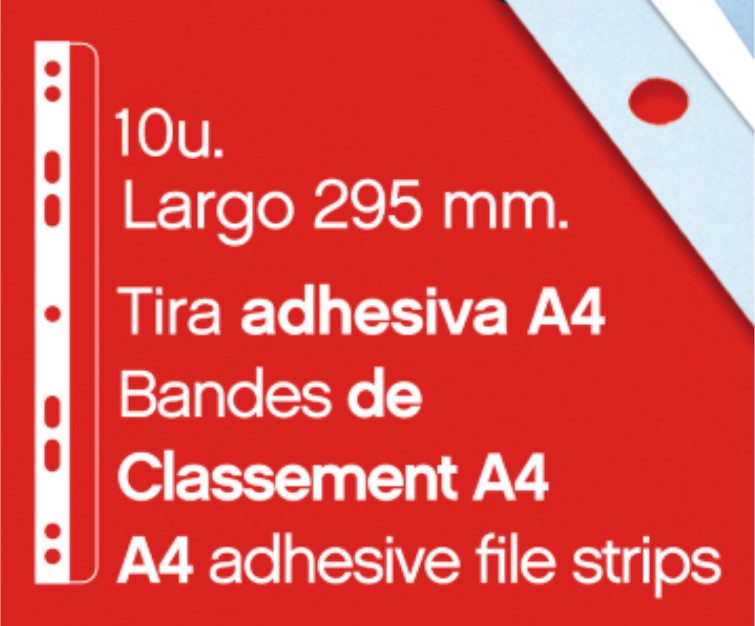 10u.
Largo 295 mm.
Tira adhesiva A4
Bandes de
Classement A4
A4 adhesive file strips